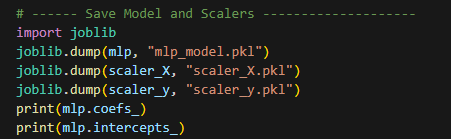 # ------ Save Model and Scalers --------------------
import joblib
joblib.dump(mlp, "mlp_model.pkl")
joblib.dump(scaler_X, "scaler_X.pkl")
joblib.dump(scaler_y, "scaler_y.pkl")
print(mlp.coefs_)
print(mlp.intercepts_)